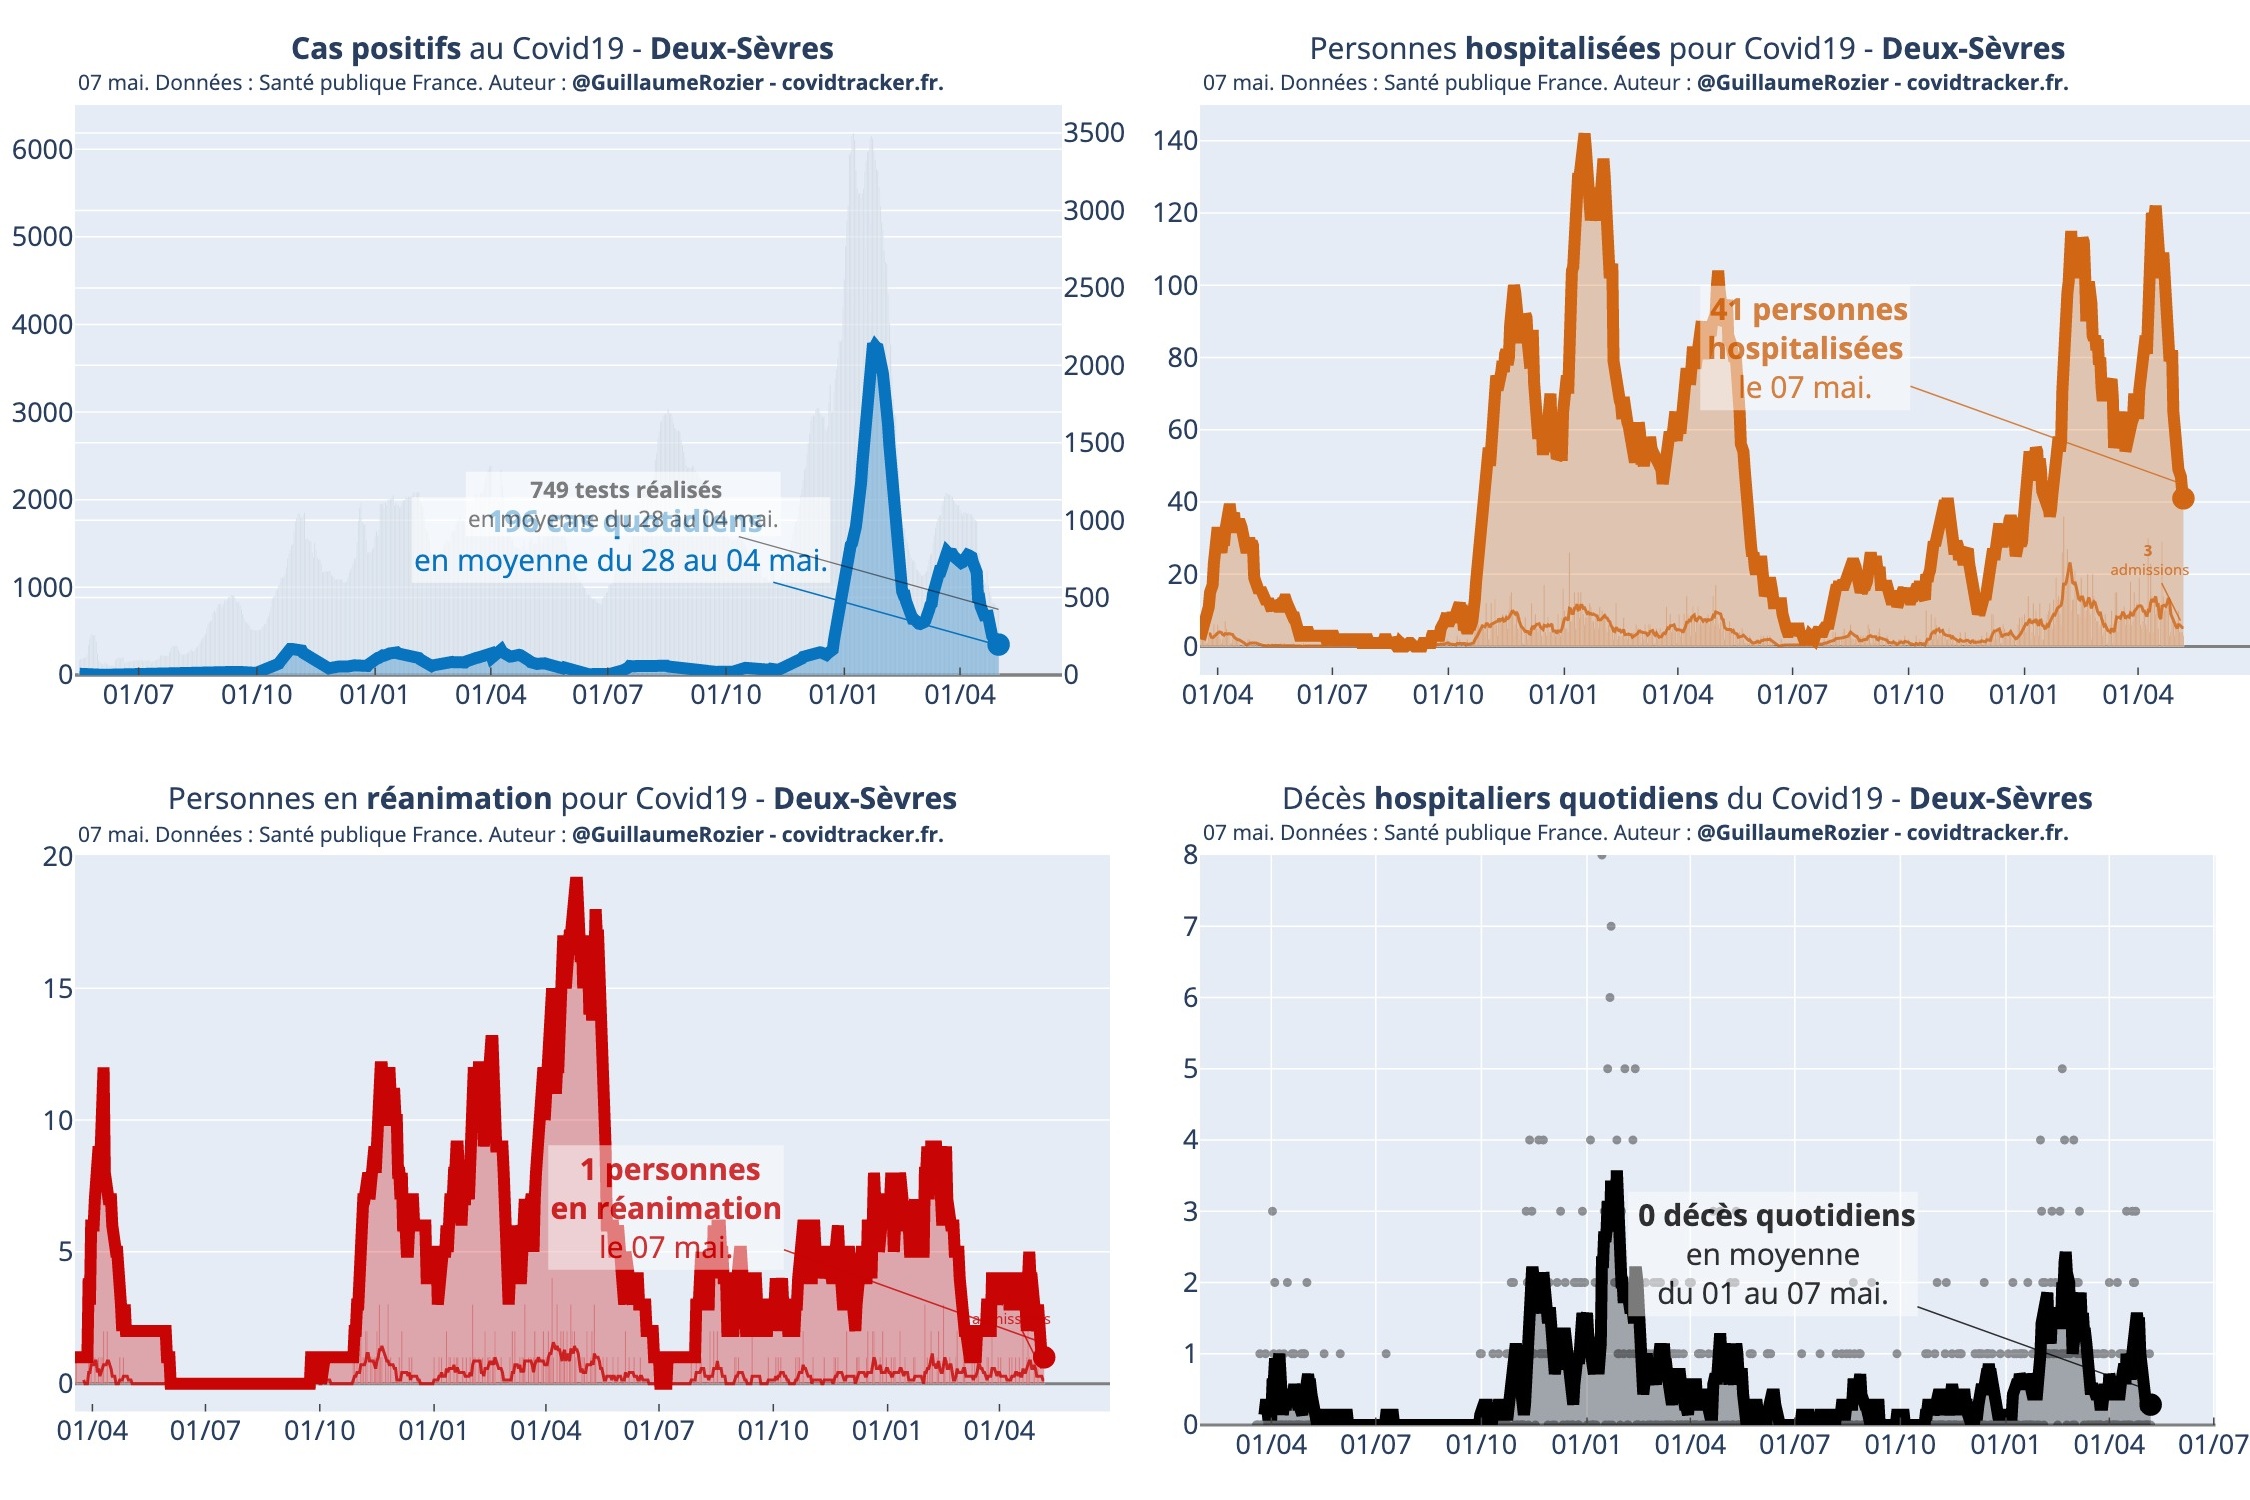 Cas positifs au Covid19 - Deux-Sèvres
07 mai. Données : Santé publique France. Auteur : @GuillaumeRozier - covidtracker.fr.
6000
5000
4000
3000
2000
1000
0
3500
3000
2500
2000
1500
1000
500
0
749 tests réalisés
en moyenne du 28 au 04 mai.
196 cas quotidiens
en moyenne du 28 au 04 mai.
01/07 01/10 01/01 01/04 01/07 01/10 01/01 01/04
Personnes hospitalisées pour Covid19 - Deux-Sèvres
07 mai. Données : Santé publique France. Auteur : @GuillaumeRozier - covidtracker.fr.
140
120
100
80
60
40
20
0
41 personnes
hospitalisées
le 07 mai.
3
admissions
01/04 01/07 01/10 01/01 01/04 01/07 01/10 01/01 01/04
Personnes en réanimation pour Covid19 - Deux-Sèvres
07 mai. Données : Santé publique France. Auteur : @GuillaumeRozier - covidtracker.fr.
20
15
10
5
0
1 personnes
en réanimation
le 07 mai.
admissions
01/04 01/07 01/10 01/01 01/04 01/07 01/10 01/01 01/04
Décès hospitaliers quotidiens du Covid19 - Deux-Sèvres
07 mai. Données : Santé publique France. Auteur : @GuillaumeRozier - covidtracker.fr.
8
7
6
5
4
3
2
1
0
0 décès quotidiens
en moyenne
du 01 au 07 mai.
01/04 01/07 01/10 01/01 01/04 01/07 01/10 01/01 01/04 01/07